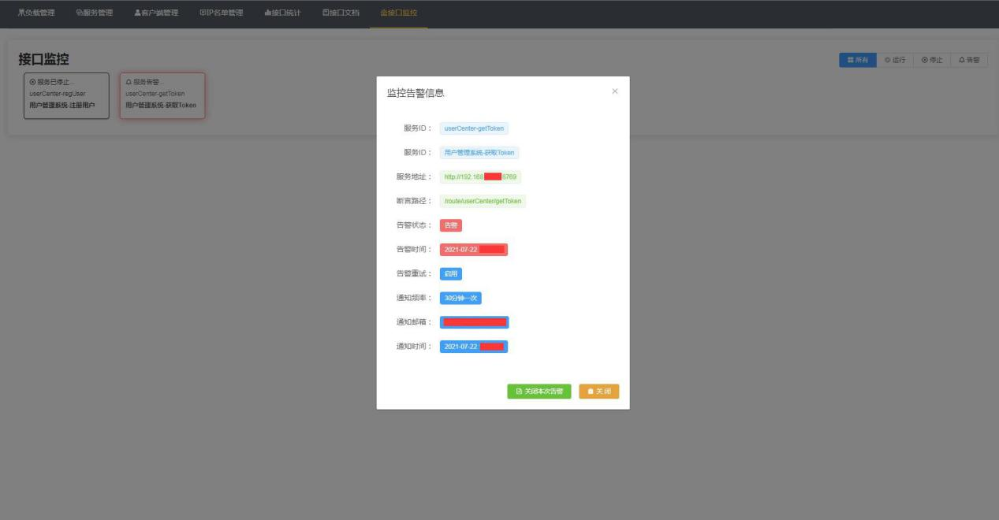 负载管理 服务管理 客户端管理 IP名单管理 接口统计 接口文档 接口监控
接口监控
所有 运行 停止 告警
服务已停止...
userCenter-regUser
用户管理系统-注册用户
服务告警...
userCenter-getToken
用户管理系统-获取Token
监控告警信息
服务ID： userCenter-getToken
服务ID： 用户管理系统-获取Token
服务地址： http://192.168 8769
断言路径： /route/userCenter/getToken
告警状态： 告警
告警时间： 2021-07-22
告警重试： 启用
通知频率： 30分钟一次
通知邮箱：
通知时间： 2021-07-22
关闭本次告警 关 闭